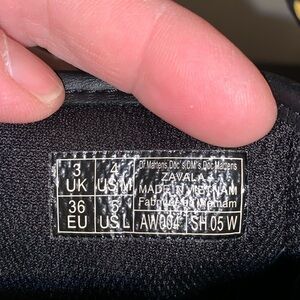 3 UK
4 USM
36 EU
5 USL
Dr Martens, Doc's DM's Doc Martens
ZAVALA
MADE IN VIETNAM
Fabriqué au Vietnam
AW004 SH 05 W